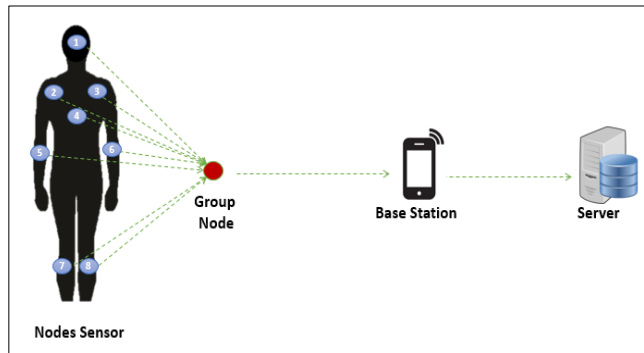 1
2
3
4
5
6
7
8
Group
Node
Base Station
Server
Nodes Sensor